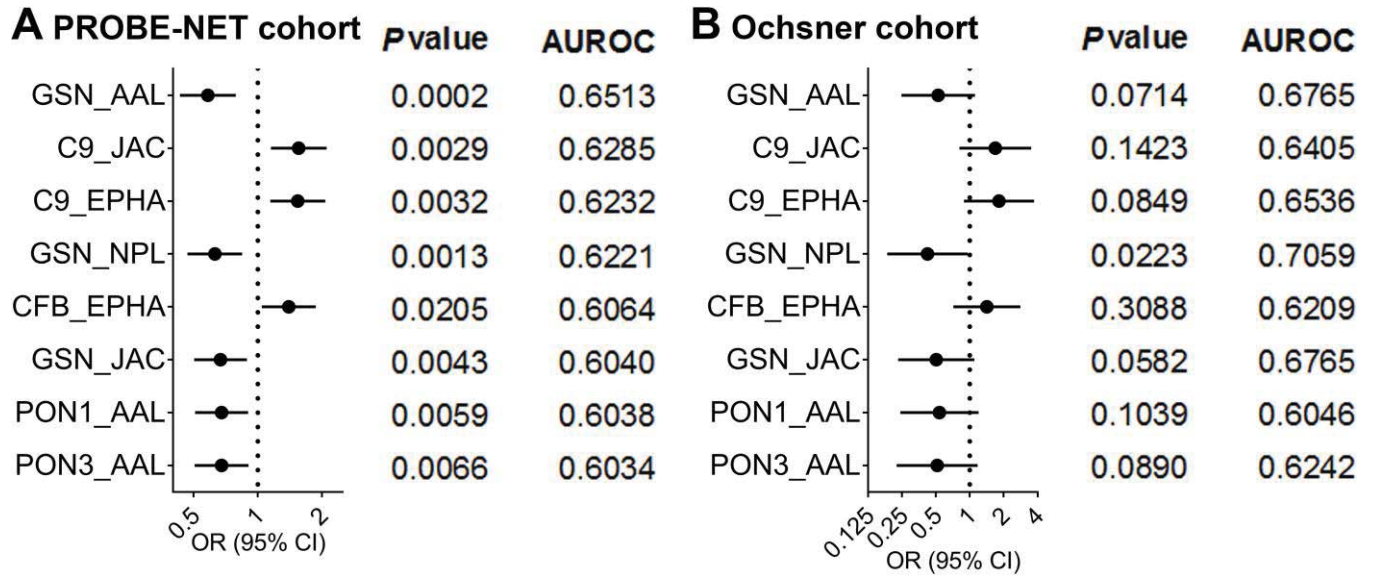 A PROBE-NET cohort P value AUROC
GSN_AAL 0.0002 0.6513
C9_JAC 0.0029 0.6285
C9_EPHA 0.0032 0.6232
GSN_NPL 0.0013 0.6221
CFB_EPHA 0.0205 0.6064
GSN_JAC 0.0043 0.6040
PON1_AAL 0.0059 0.6038
PON3_AAL 0.0066 0.6034
0.5 1 2
OR (95% CI)
B Ochsner cohort P value AUROC
GSN_AAL 0.0714 0.6765
C9_JAC 0.1423 0.6405
C9_EPHA 0.0849 0.6536
GSN_NPL 0.0223 0.7059
CFB_EPHA 0.3088 0.6209
GSN_JAC 0.0582 0.6765
PON1_AAL 0.1039 0.6046
PON3_AAL 0.0890 0.6242
0.125 0.25 0.5 1 2 4
OR (95% CI)